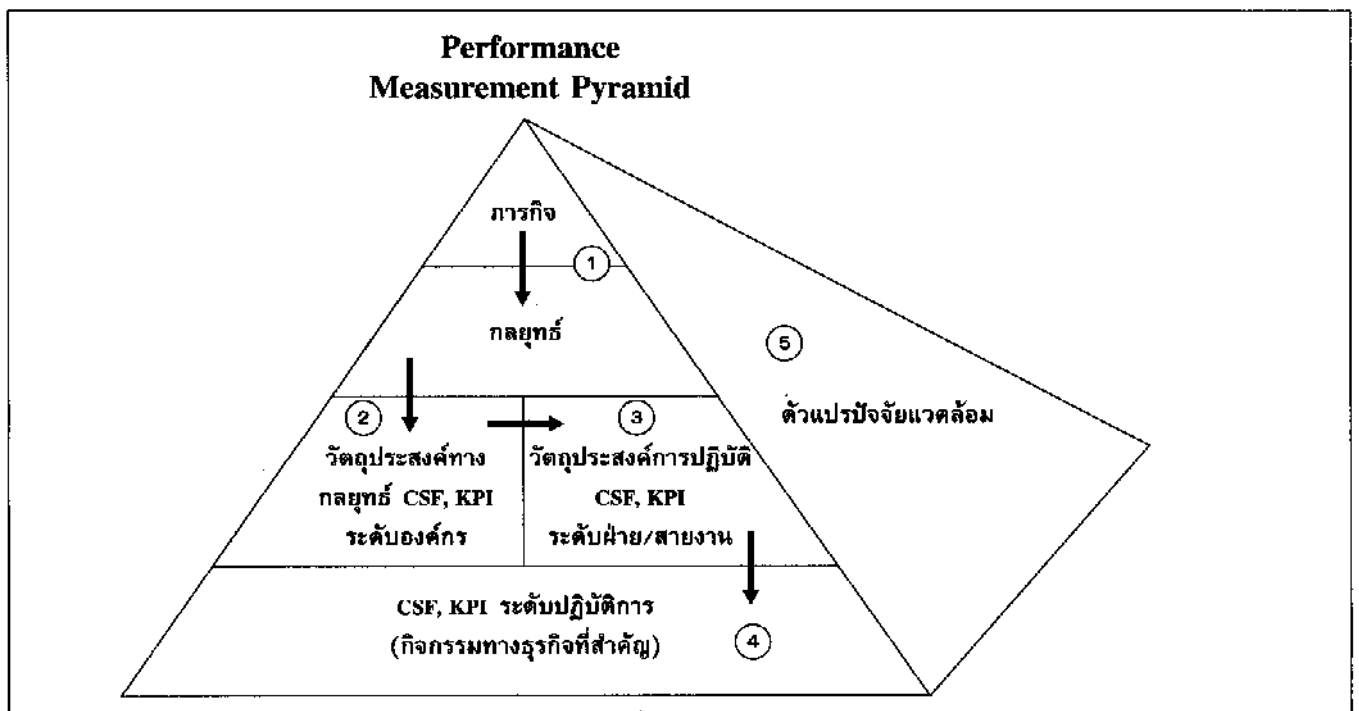 Performance
Measurement Pyramid
ภารกิจ
1
กลยุทธ์
5
ตัวแปรปัจจัยแวดล้อม
2
3
วัตถุประสงค์ทาง
กลยุทธ์ CSF, KPI
ระดับองค์กร
วัตถุประสงค์การปฏิบัติ
CSF, KPI
ระดับฝ่าย/สายงาน
CSF, KPI ระดับปฏิบัติการ
(กิจกรรมทางธุรกิจที่สำคัญ)
4